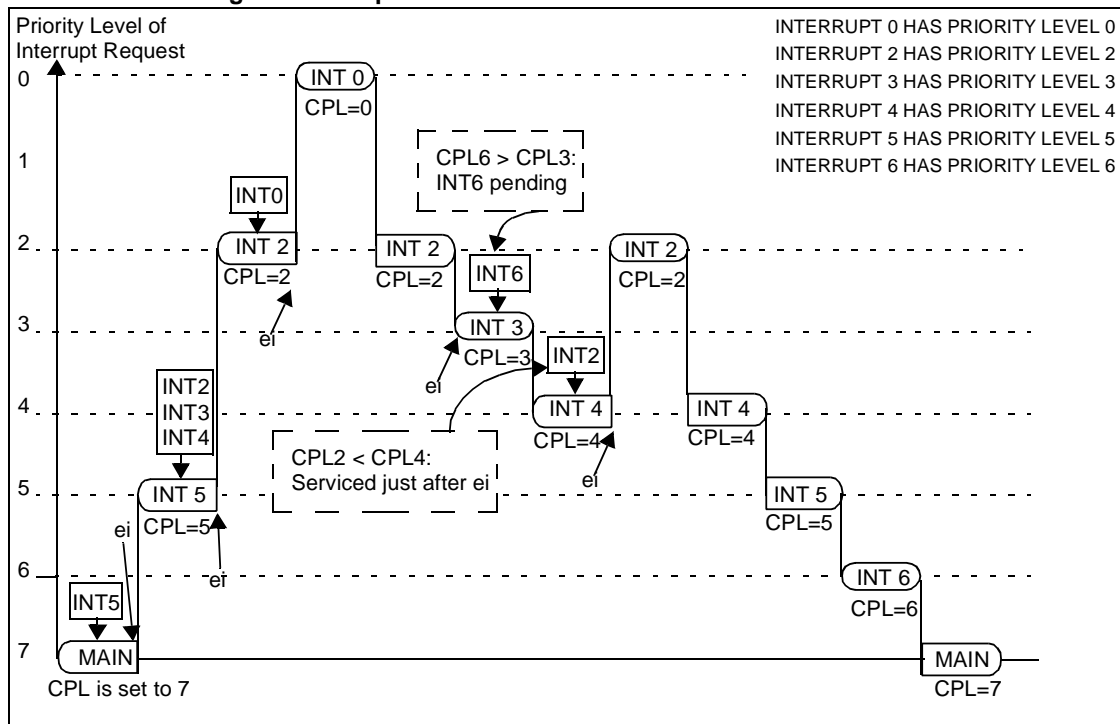 Priority Level of
Interrupt Request
INTERRUPT 0 HAS PRIORITY LEVEL 0
INTERRUPT 2 HAS PRIORITY LEVEL 2
INTERRUPT 3 HAS PRIORITY LEVEL 3
INTERRUPT 4 HAS PRIORITY LEVEL 4
INTERRUPT 5 HAS PRIORITY LEVEL 5
INTERRUPT 6 HAS PRIORITY LEVEL 6
0
INT 0
CPL=0
1
CPL6 > CPL3:
INT6 pending
INT0
2
INT 2
CPL=2
INT 2
CPL=2
INT6
INT 2
CPL=2
ei
3
INT 3
CPL=3
ei
INT2
INT2
INT3
INT4
4
INT 4
CPL=4
INT 4
CPL=4
CPL2 < CPL4:
Serviced just after ei
ei
5
INT 5
CPL=5
INT 5
CPL=5
ei
ei
6
INT 6
CPL=6
INT5
7
MAIN
CPL is set to 7
MAIN
CPL=7